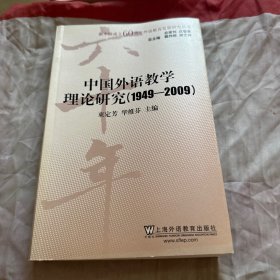 六十年
中国外语教学
理论研究(1949—2009)
束定芳 华维芬 主编
上海外语教育出版社
www.sflep.com